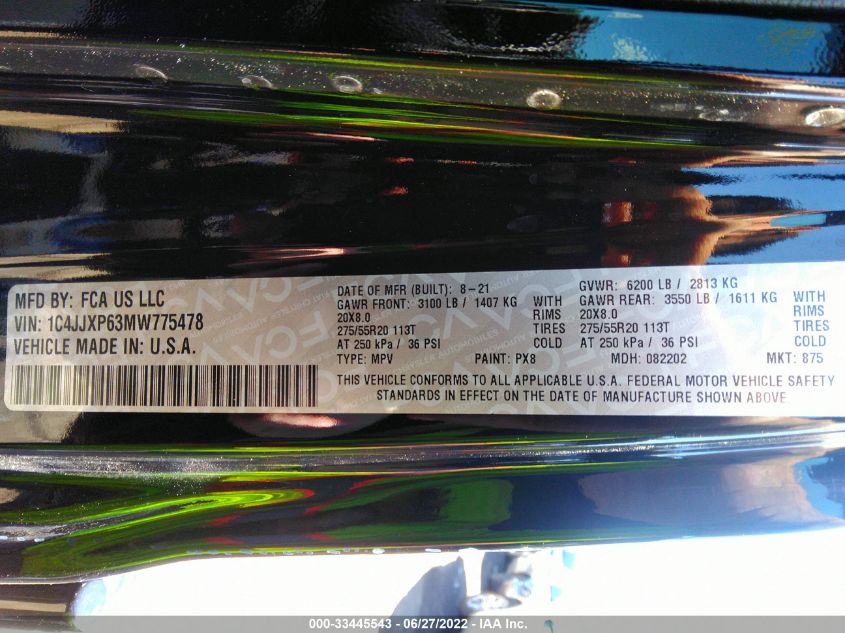 MFD BY: FCA US LLC
VIN: 1C4JJXP63MW775478
VEHICLE MADE IN: U.S.A.
DATE OF MFR (BUILT): 8-21
GVWR: 6200 LB / 2813 KG
GAWR FRONT: 3100 LB / 1407 KG WITH
GAWR REAR: 3550 LB / 1611 KG WITH
20X8.0 RIMS
20X8.0 RIMS
275/55R20 113T TIRES
275/55R20 113T TIRES
AT 250 kPa / 36 PSI COLD
AT 250 kPa / 36 PSI COLD
TYPE: MPV PAINT: PX8 MDH: 082202 MKT: 875
THIS VEHICLE CONFORMS TO ALL APPLICABLE U.S.A. FEDERAL MOTOR VEHICLE SAFETY
STANDARDS IN EFFECT ON THE DATE OF MANUFACTURE SHOWN ABOVE
000-33445543 - 06/27/2022 - IAA Inc.